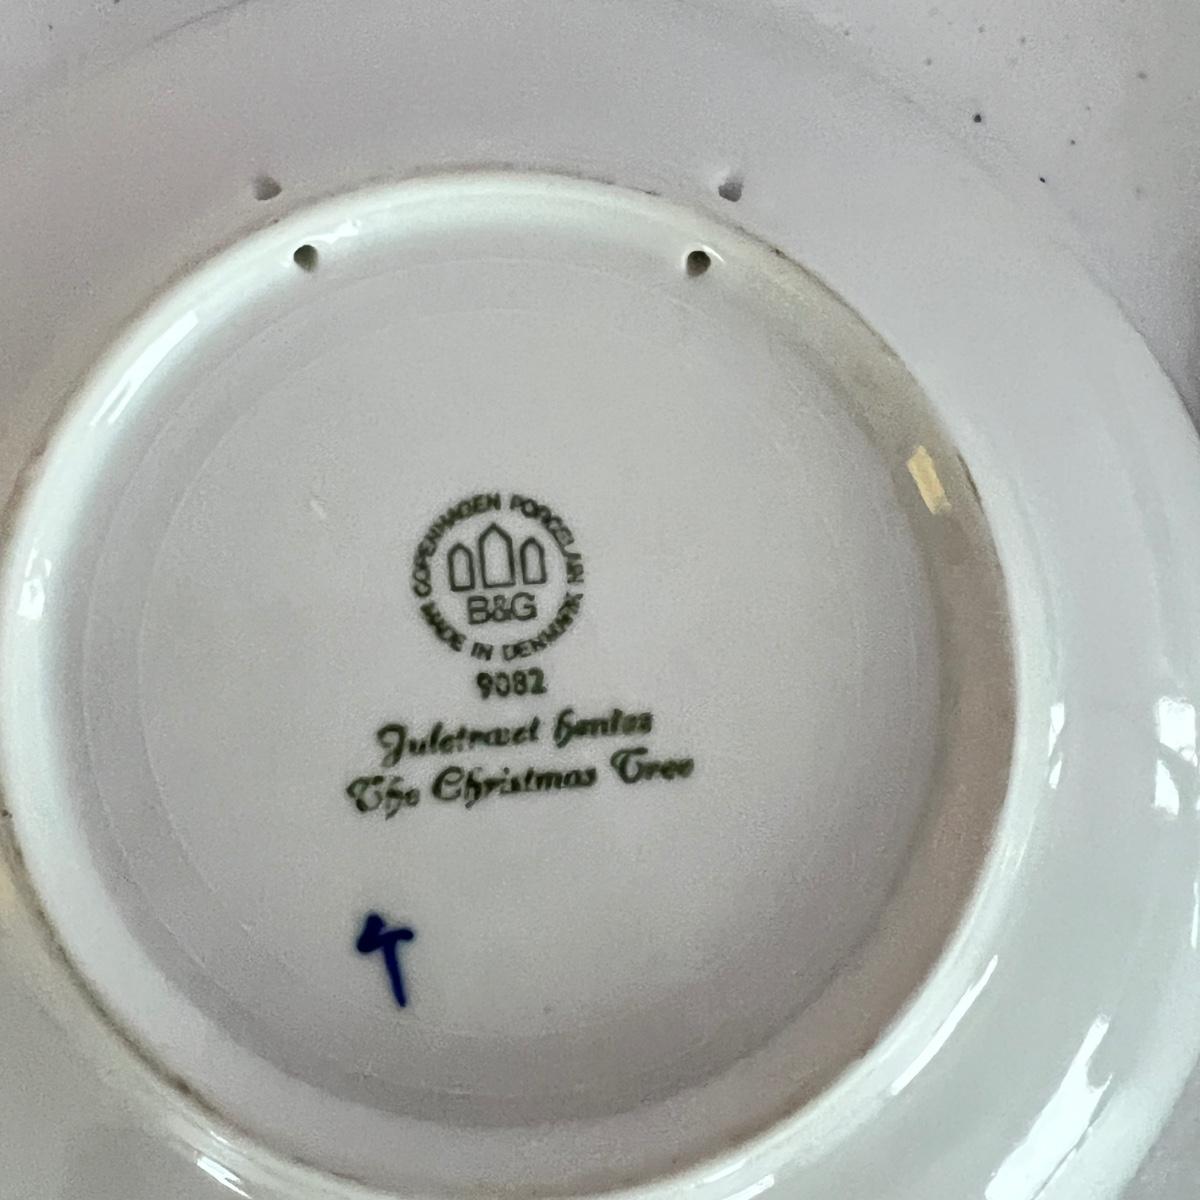 COPENHAGEN PORCELAIN
B&G
MADE IN DENMARK
9082
Juletræet hentes
The Christmas Tree